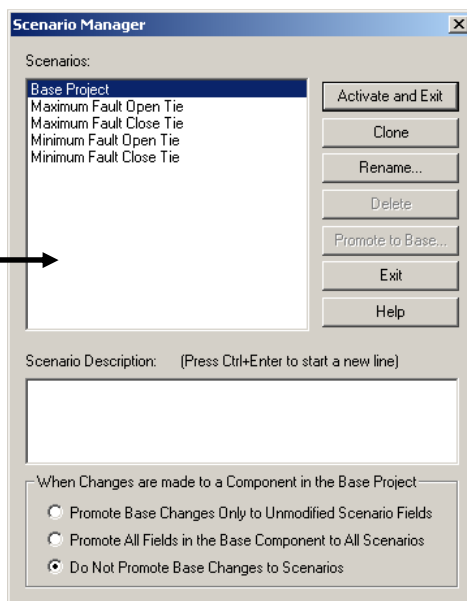 Scenario Manager
Scenarios:
Base Project
Maximum Fault Open Tie
Maximum Fault Close Tie
Minimum Fault Open Tie
Minimum Fault Close Tie
Activate and Exit
Clone
Rename...
Delete
Promote to Base...
Exit
Help
Scenario Description: (Press Ctrl+Enter to start a new line)
When Changes are made to a Component in the Base Project
Promote Base Changes Only to Unmodified Scenario Fields
Promote All Fields in the Base Component to All Scenarios
Do Not Promote Base Changes to Scenarios